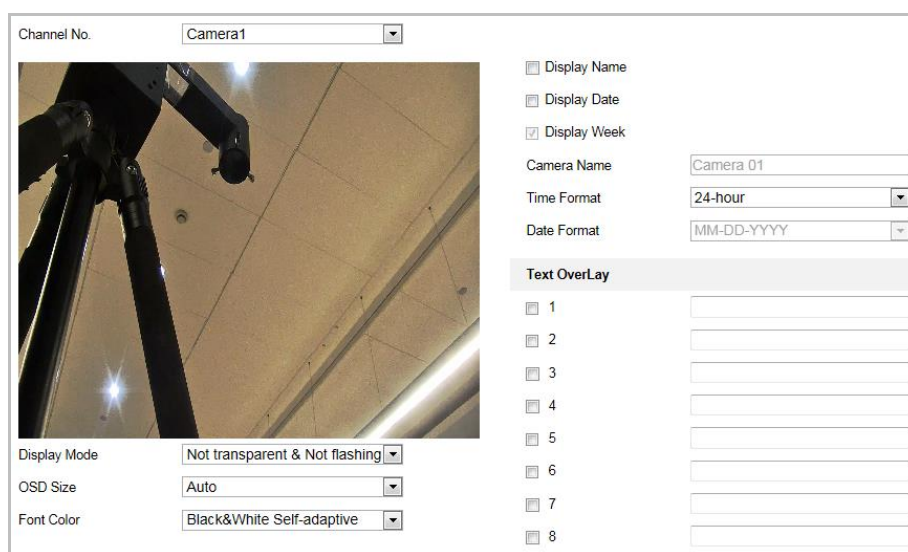 Channel No. Camera1
Display Name
Display Date
Display Week
Camera Name Camera 01
Time Format 24-hour
Date Format MM-DD-YYYY
Text OverLay
1
2
3
4
5
6
7
8
Display Mode Not transparent & Not flashing
OSD Size Auto
Font Color Black&White Self-adaptive